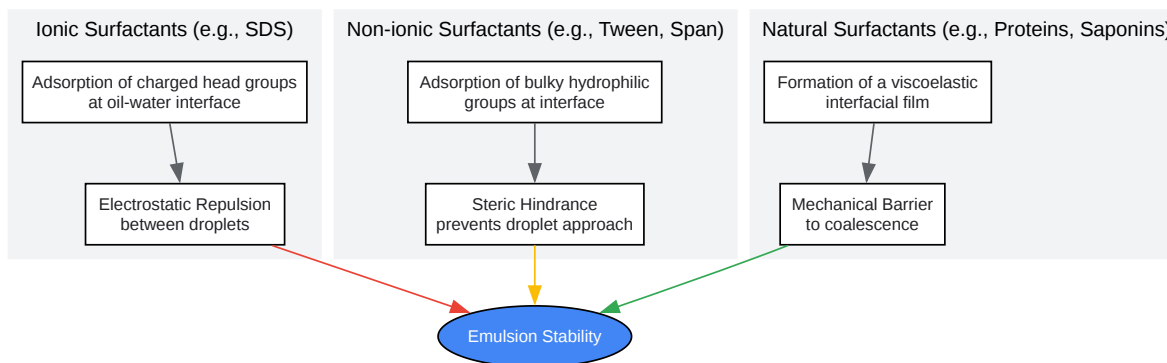 Ionic Surfactants (e.g., SDS)
Adsorption of charged head groups
at oil-water interface
Electrostatic Repulsion
between droplets
Non-ionic Surfactants (e.g., Tween, Span)
Adsorption of bulky hydrophilic
groups at interface
Steric Hindrance
prevents droplet approach
Natural Surfactants (e.g., Proteins, Saponins)
Formation of a viscoelastic
interfacial film
Mechanical Barrier
to coalescence
Emulsion Stability